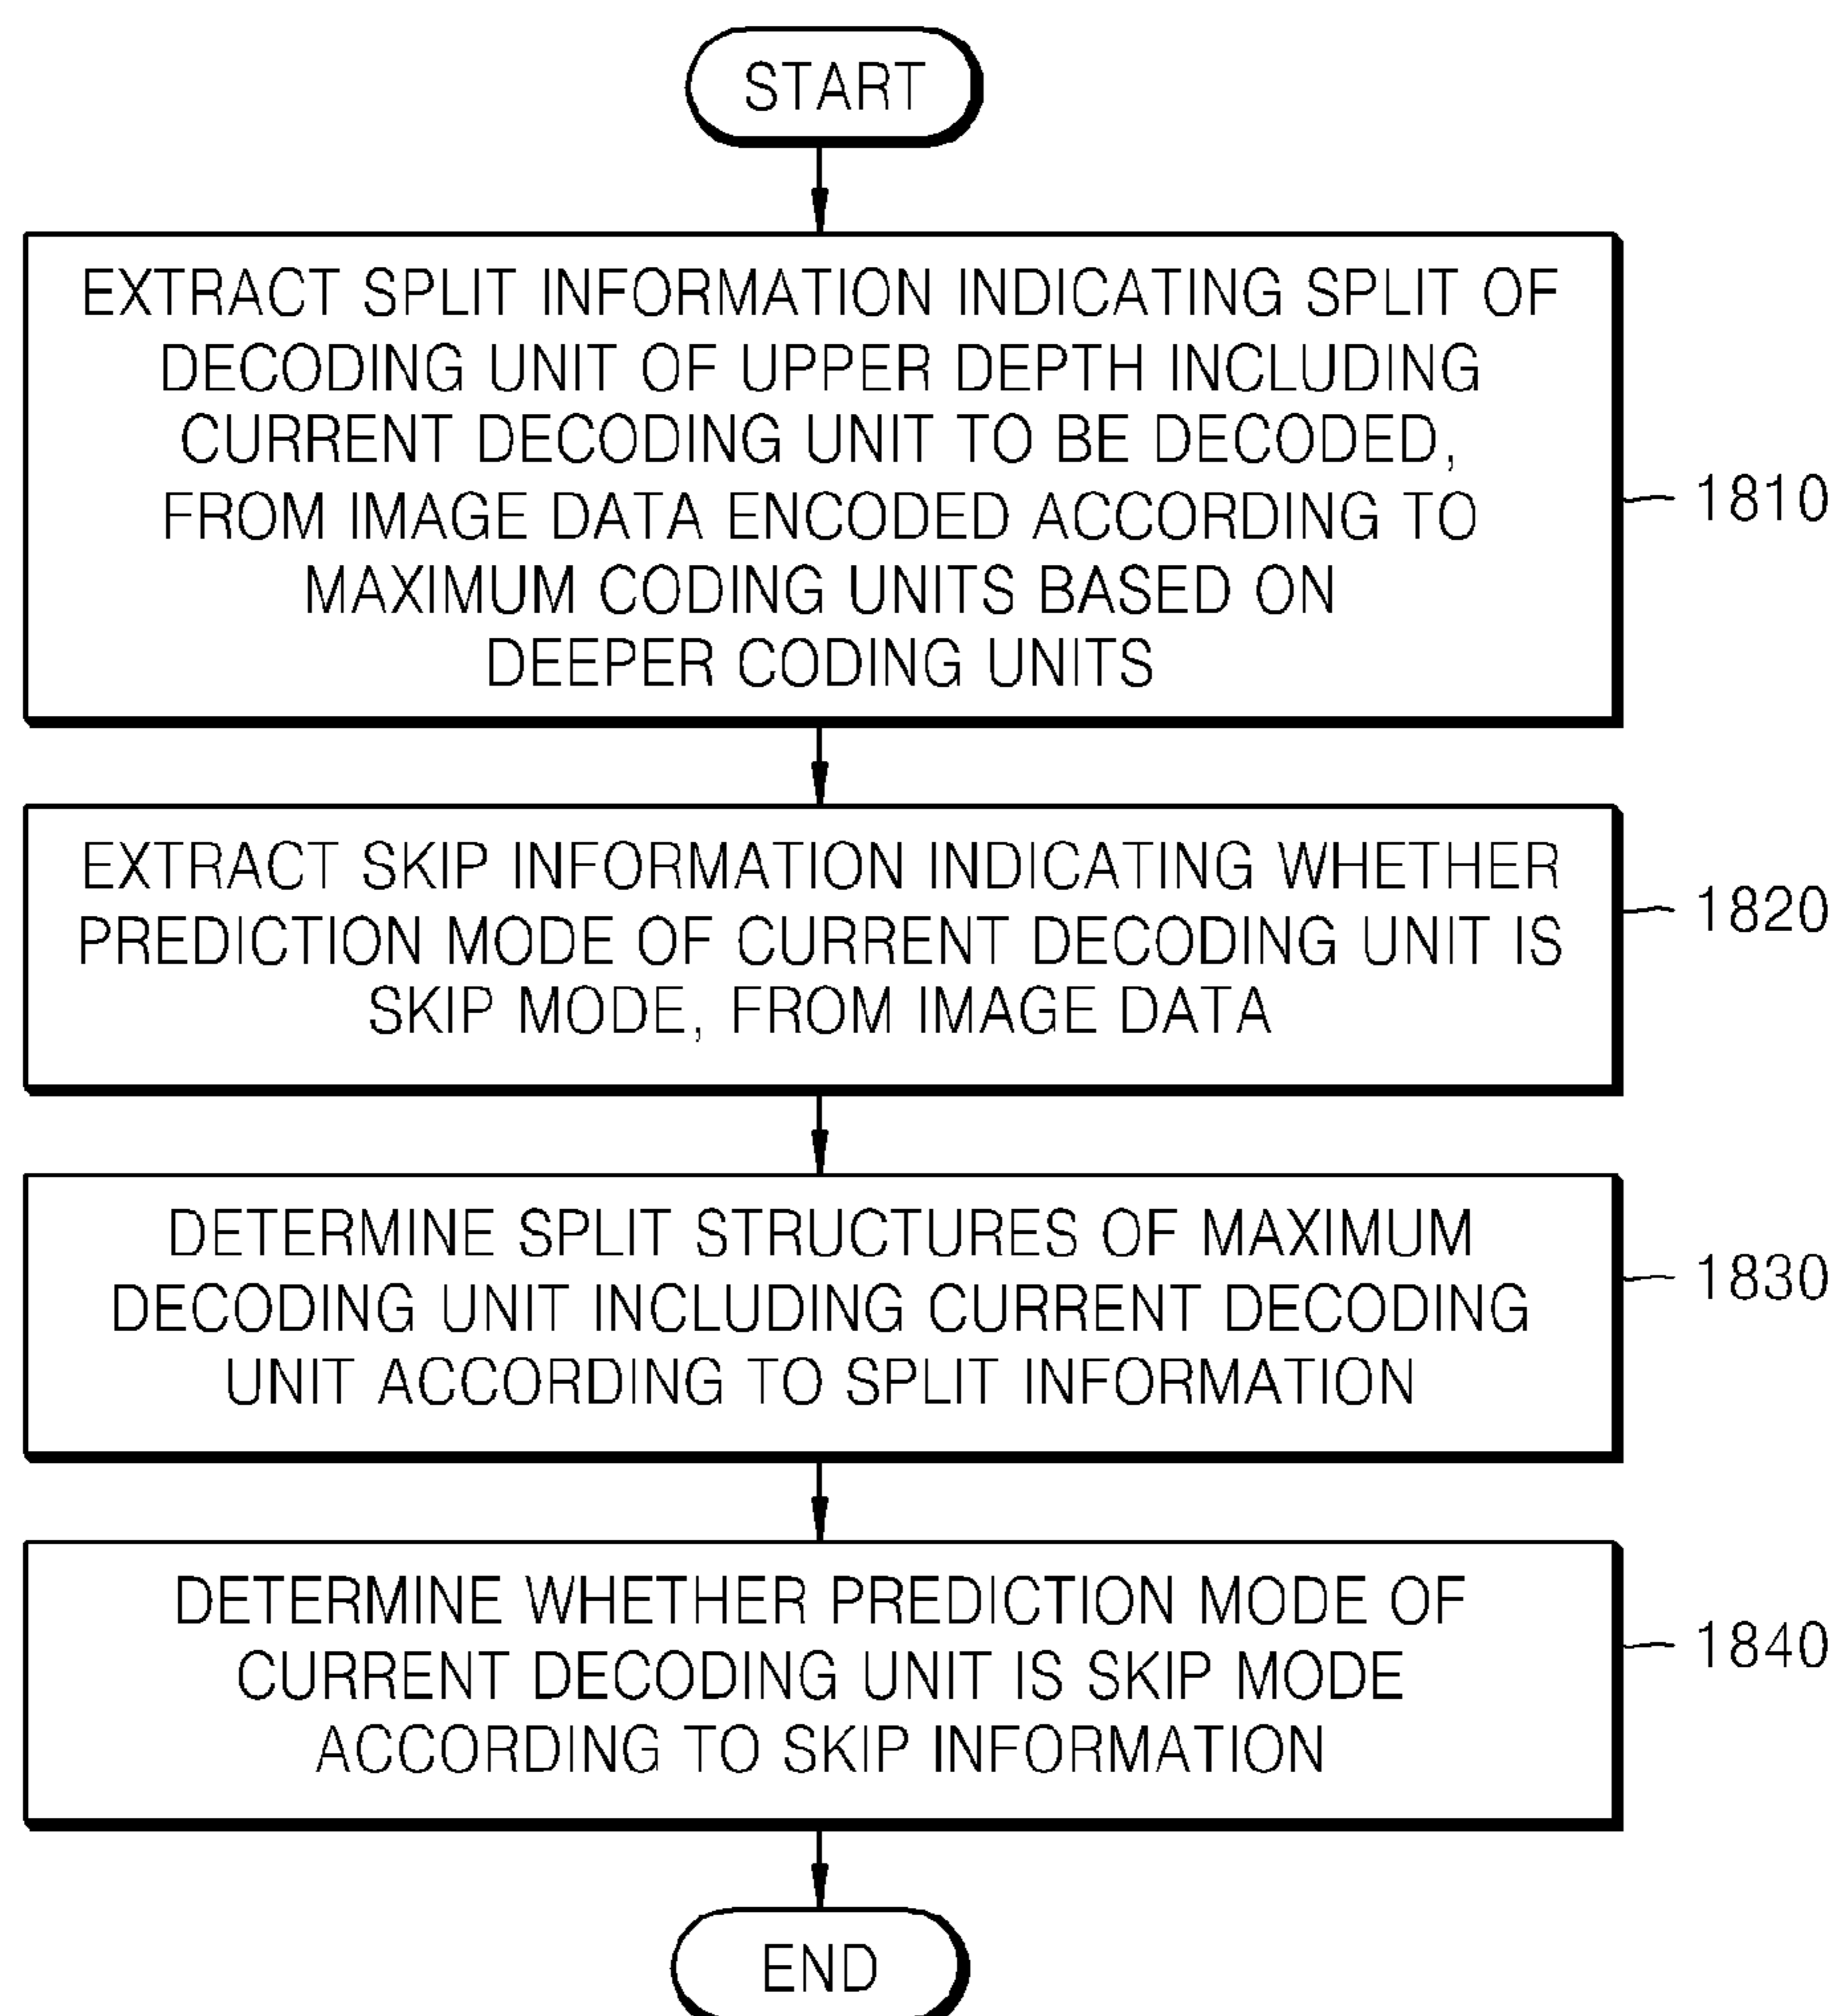 START
EXTRACT SPLIT INFORMATION INDICATING SPLIT OF
DECODING UNIT OF UPPER DEPTH INCLUDING
CURRENT DECODING UNIT TO BE DECODED,
FROM IMAGE DATA ENCODED ACCORDING TO
MAXIMUM CODING UNITS BASED ON
DEEPER CODING UNITS
1810
EXTRACT SKIP INFORMATION INDICATING WHETHER
PREDICTION MODE OF CURRENT DECODING UNIT IS
SKIP MODE, FROM IMAGE DATA
1820
DETERMINE SPLIT STRUCTURES OF MAXIMUM
DECODING UNIT INCLUDING CURRENT DECODING
UNIT ACCORDING TO SPLIT INFORMATION
1830
DETERMINE WHETHER PREDICTION MODE OF
CURRENT DECODING UNIT IS SKIP MODE
ACCORDING TO SKIP INFORMATION
1840
END